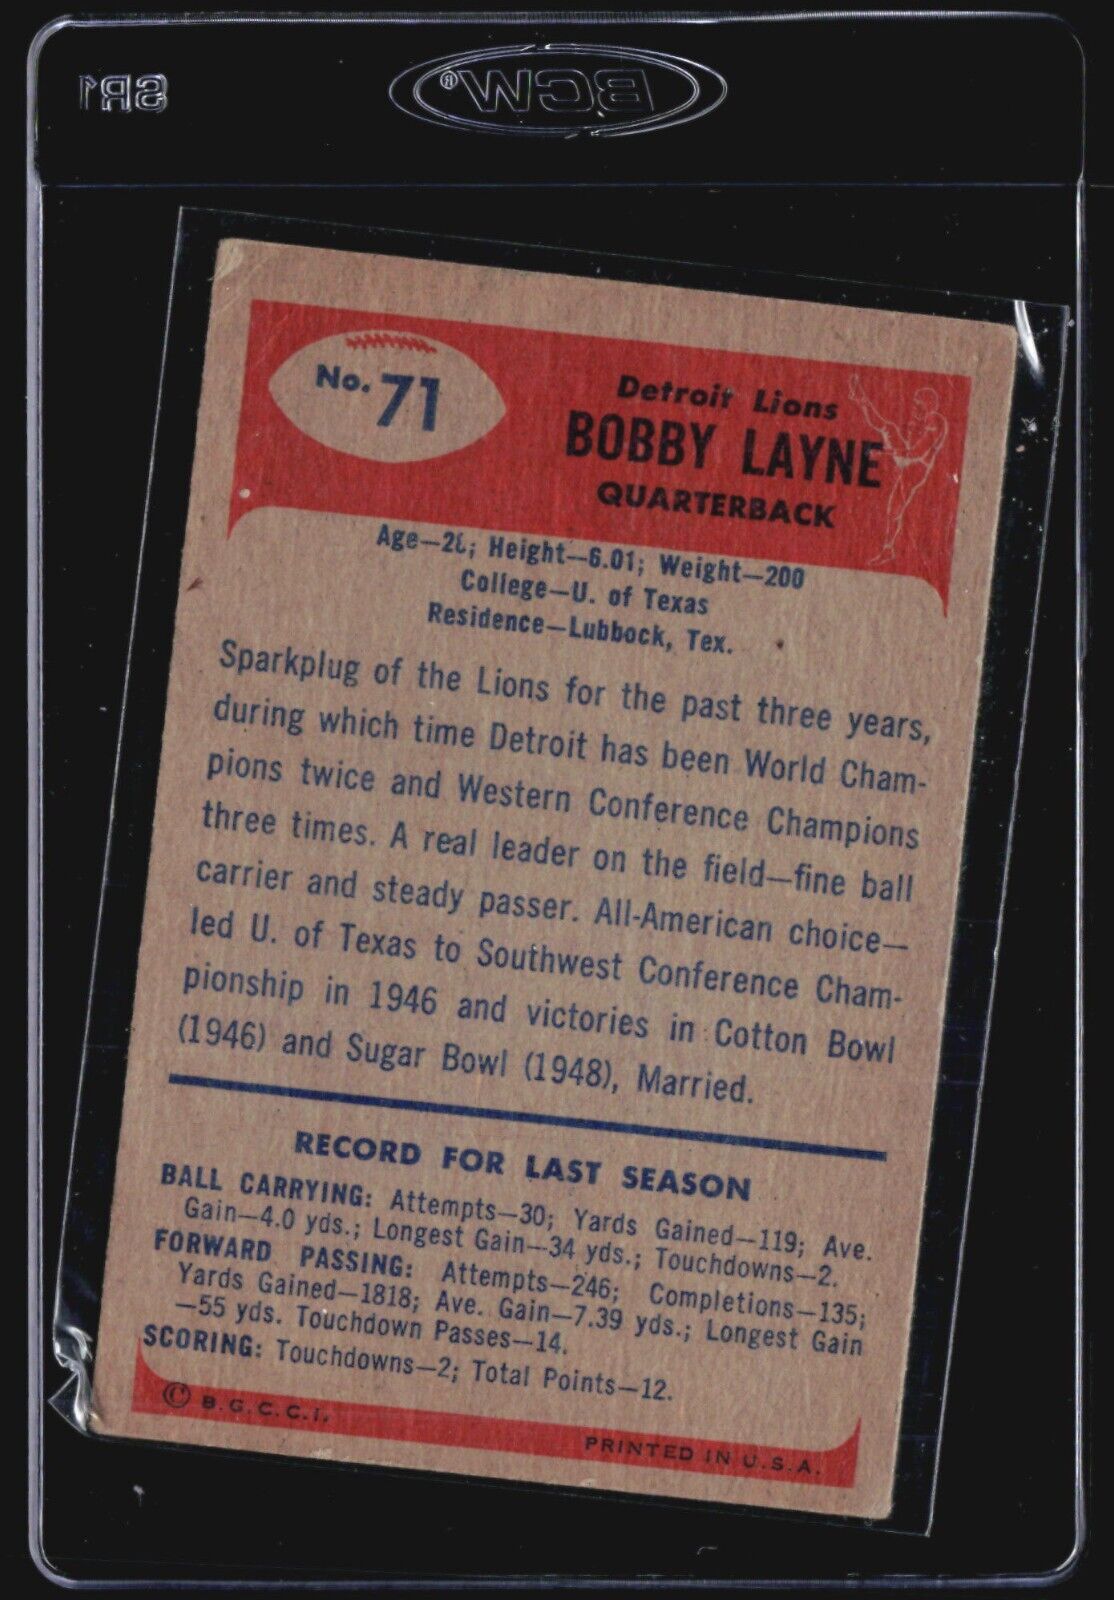 SR1
BCW®
No. 71
Detroit Lions
BOBBY LAYNE
QUARTERBACK
Age—28; Height—6.01; Weight—200
College—U. of Texas
Residence—Lubbock, Tex.
Sparkplug of the Lions for the past three years,
during which time Detroit has been World Cham-
pions twice and Western Conference Champions
three times. A real leader on the field—fine ball
carrier and steady passer. All-American choice—
led U. of Texas to Southwest Conference Cham-
pionship in 1946 and victories in Cotton Bowl
(1946) and Sugar Bowl (1948), Married.
RECORD FOR LAST SEASON
BALL CARRYING: Attempts—30; Yards Gained—119; Ave.
Gain—4.0 yds.; Longest Gain—34 yds.; Touchdowns—2.
FORWARD PASSING: Attempts—246; Completions—135;
Yards Gained—1818; Ave. Gain—7.39 yds.; Longest Gain
—55 yds. Touchdown Passes—14.
SCORING: Touchdowns—2; Total Points—12.
© B.G.C.C.I.
PRINTED IN U.S.A.